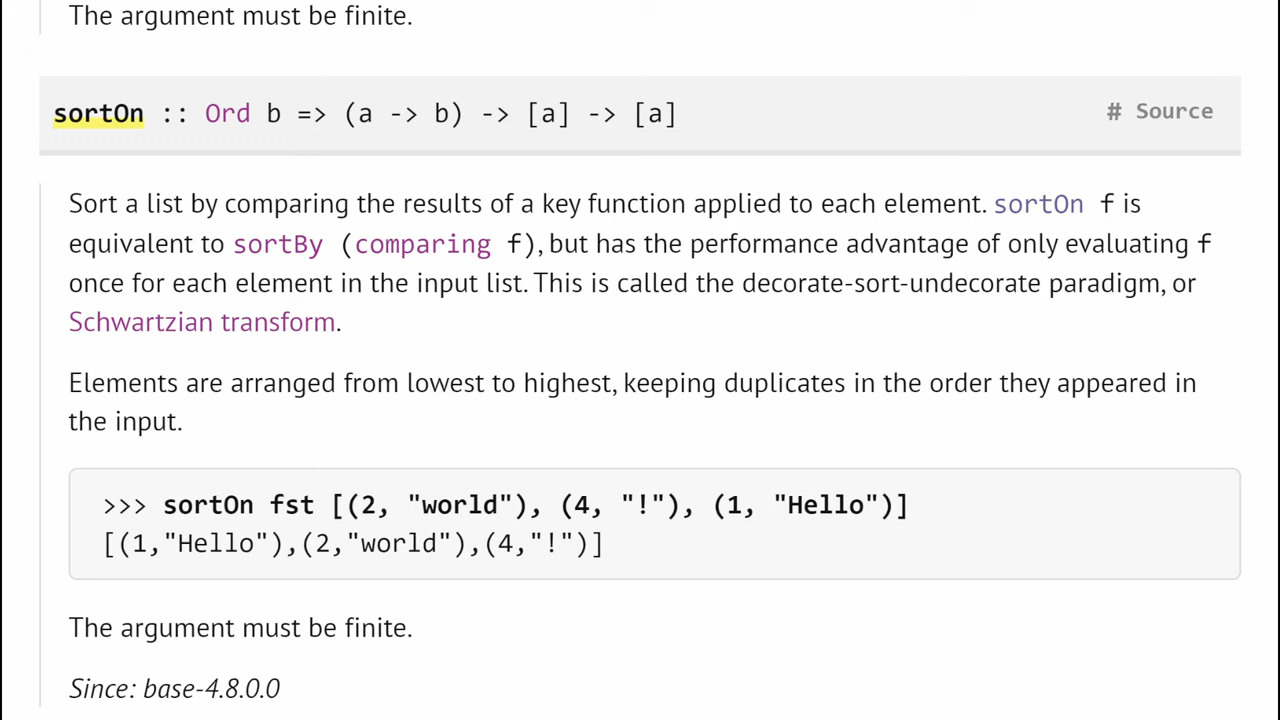 The argument must be finite.
sortOn :: Ord b => (a -> b) -> [a] -> [a] # Source
Sort a list by comparing the results of a key function applied to each element. sortOn f is
equivalent to sortBy (comparing f), but has the performance advantage of only evaluating f
once for each element in the input list. This is called the decorate-sort-undecorate paradigm, or
Schwartzian transform.
Elements are arranged from lowest to highest, keeping duplicates in the order they appeared in
the input.
>>> sortOn fst [(2, "world"), (4, "!"), (1, "Hello")]
[(1,"Hello"),(2,"world"),(4,"!")]
The argument must be finite.
Since: base-4.8.0.0